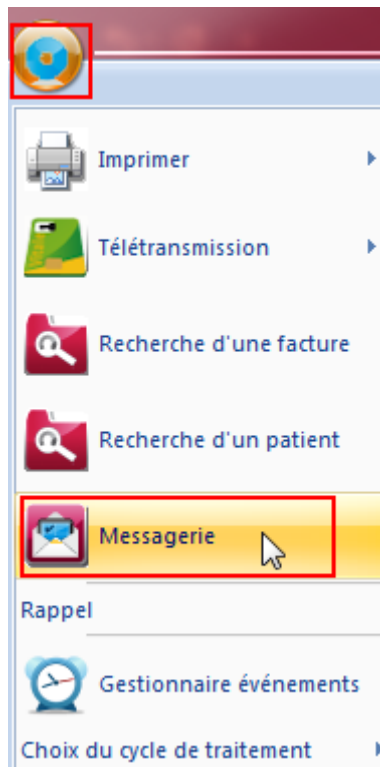 Imprimer
Télétransmission
Recherche d'une facture
Recherche d'un patient
Messagerie
Rappel
Gestionnaire événements
Choix du cycle de traitement